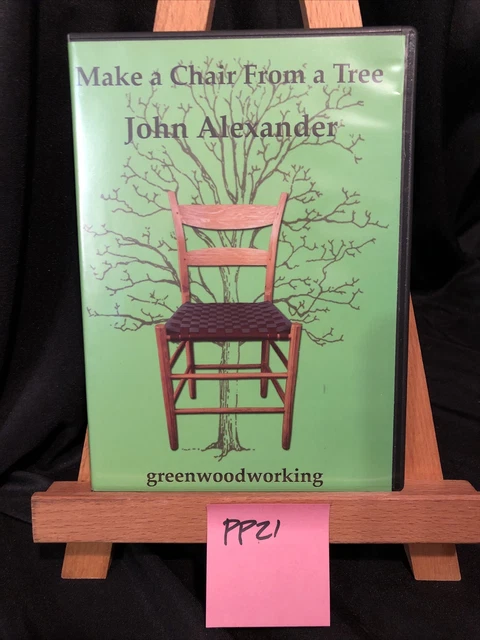 Make a Chair From a Tree
John Alexander
greenwoodworking
PP21